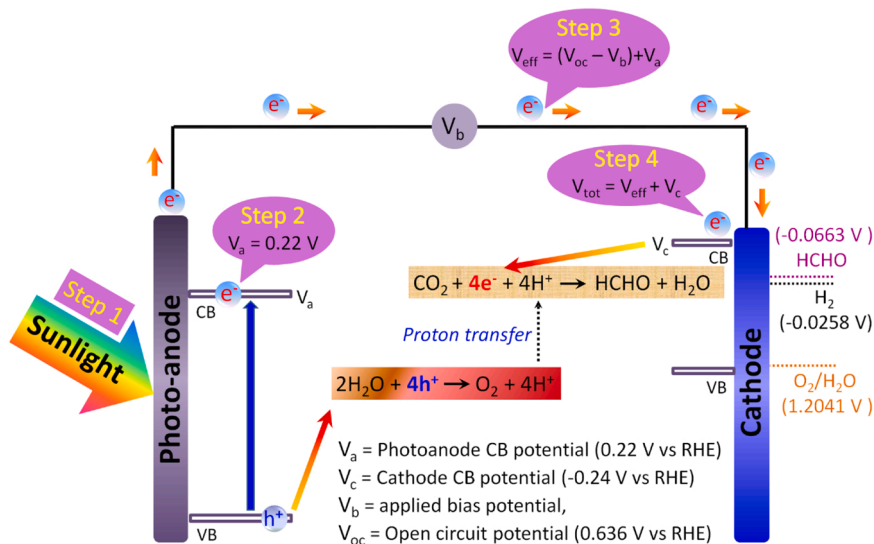 Step 3
V_eff = (V_oc – V_b)+V_a
e⁻
e⁻
e⁻
V_b
e⁻
Step 4
V_tot = V_eff + V_c
e⁻
e⁻
Step 2
V_a = 0.22 V
V_c
CB
(-0.0663 V )
HCHO
CO₂ + 4e⁻ + 4H⁺ → HCHO + H₂O
H₂
(-0.0258 V)
e⁻
CB
V_a
Step 1
Sunlight
Photo-anode
Proton transfer
Cathode
VB
O₂/H₂O
(1.2041 V )
2H₂O + 4h⁺ → O₂ + 4H⁺
V_a = Photoanode CB potential (0.22 V vs RHE)
V_c = Cathode CB potential (-0.24 V vs RHE)
V_b = applied bias potential,
V_oc = Open circuit potential (0.636 V vs RHE)
h⁺
VB